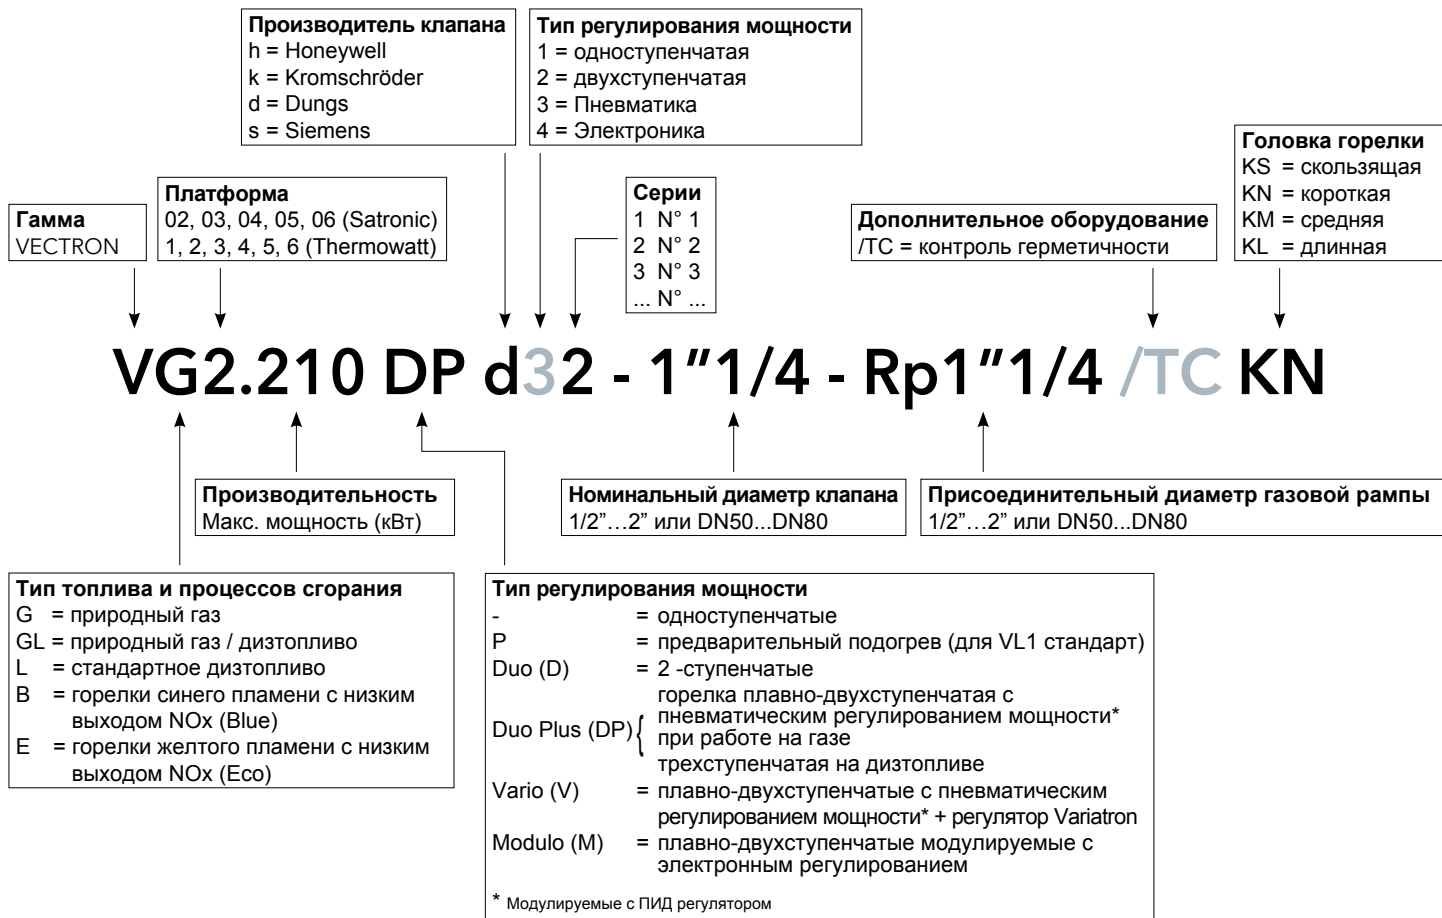 Производитель клапана
h = Honeywell
k = Kromschröder
d = Dungs
s = Siemens
Тип регулирования мощности
1 = одноступенчатая
2 = двухступенчатая
3 = Пневматика
4 = Электроника
Головка горелки
KS = скользящая
KN = короткая
KM = средняя
KL = длинная
Гамма
VECTRON
Платформа
02, 03, 04, 05, 06 (Satronic)
1, 2, 3, 4, 5, 6 (Thermowatt)
Серии
1 N° 1
2 N° 2
3 N° 3
... N° ...
Дополнительное оборудование
/TC = контроль герметичности
VG2.210 DP d32 - 1"1/4 - Rp1"1/4 /TC KN
Производительность
Макс. мощность (кВт)
Номинальный диаметр клапана
1/2”…2” или DN50...DN80
Присоединительный диаметр газовой рампы
1/2”…2” или DN50...DN80
Тип топлива и процессов сгорания
G = природный газ
GL = природный газ / дизтопливо
L = стандартное дизтопливо
B = горелки синего пламени с низким
выходом NOx (Blue)
E = горелки желтого пламени с низким
выходом NOx (Eco)
Тип регулирования мощности
- = одноступенчатые
P = предварительный подогрев (для VL1 стандарт)
Duo (D) = 2 -ступенчатые
Duo Plus (DP) { горелка плавно-двухступенчатая с
пневматическим регулированием мощности*
при работе на газе
трехступенчатая на дизтопливе
Vario (V) = плавно-двухступенчатые с пневматическим
регулированием мощности* + регулятор Variatron
Modulo (M) = плавно-двухступенчатые модулируемые с
электронным регулированием
* Модулируемые с ПИД регулятором